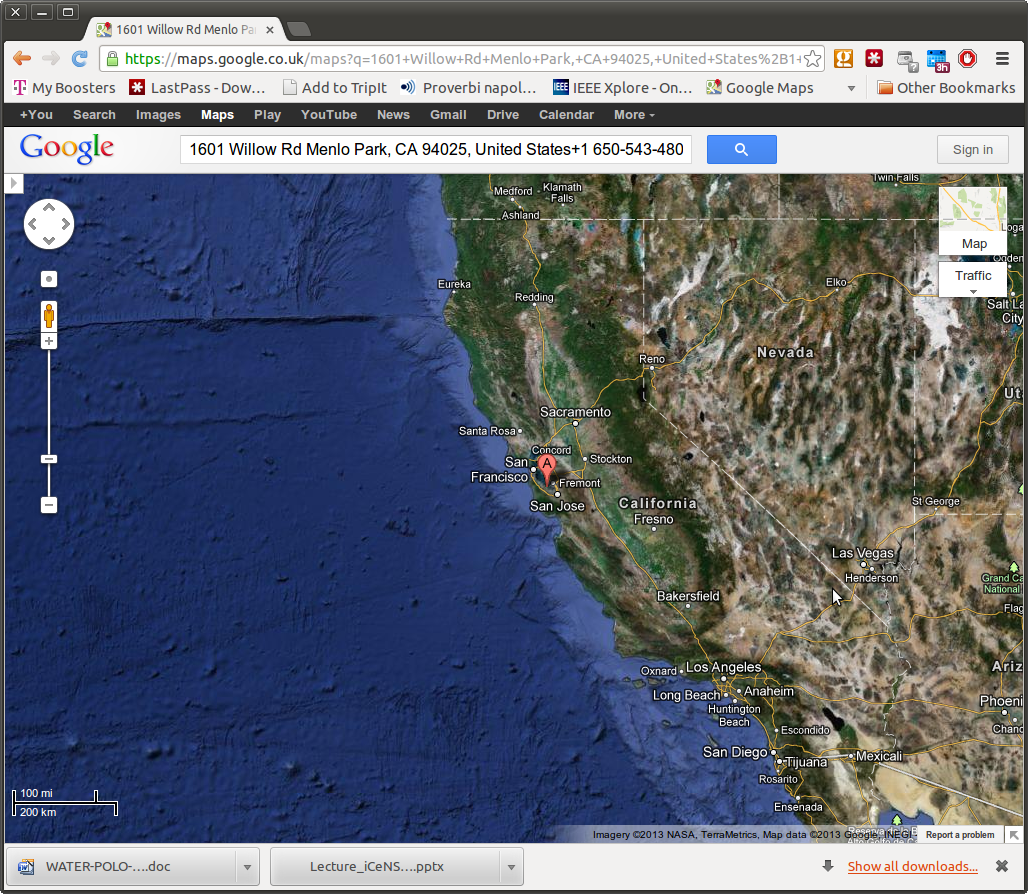 1601 Willow Rd Menlo Pa
https://maps.google.co.uk/maps?q=1601+Willow+Rd+Menlo+Park,+CA+94025,+United+States%2B1+
3h
My Boosters
LastPass - Dow…
Add to TripIt
Proverbi napol…
IEEE
IEEE Xplore - On…
Google Maps
Other Bookmarks
+You Search Images Maps Play YouTube News Gmail Drive Calendar More
Google
1601 Willow Rd Menlo Park, CA 94025, United States+1 650-543-480
Sign in
Twin Falls
Medford
Klamath Falls
Ashland
Map
Loga
Ogden
Traffic
Eureka
Elko
Redding
Salt La
City
Nevada
Reno
Ut
Sacramento
Santa Rosa
Concord
San Francisco
A
Stockton
Fremont
San Jose
California
St George
Fresno
Las Vegas
Henderson
Grand Ca
National
Bakersfield
Flag
Oxnard
Los Angeles
Ariz
Long Beach
Anaheim
Huntington Beach
Phoeni
Chanc
Escondido
San Diego
Tijuana
Mexicali
Rosarito
Ensenada
100 mi
200 km
Imagery ©2013 NASA, TerraMetrics, Map data ©2013 Google, INEGI
Report a problem
WATER-POLO-....doc
Lecture_iCeNS....pptx
Show all downloads...